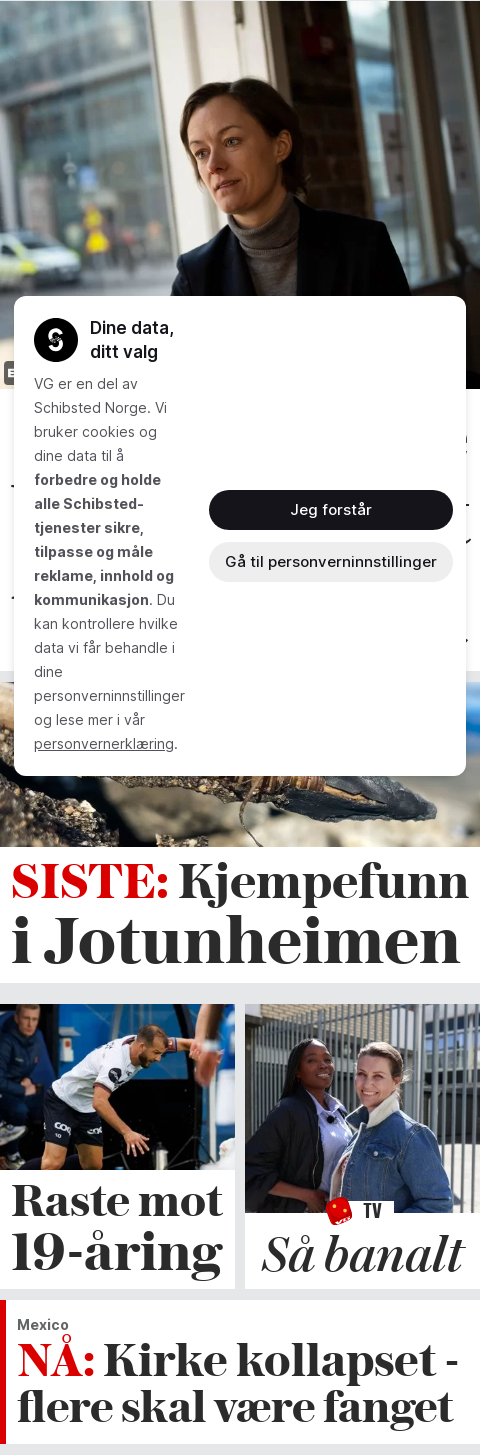 Dine data,
ditt valg
VG er en del av
Schibsted Norge. Vi
bruker cookies og
dine data til å
forbedre og holde
alle Schibsted-
tjenester sikre,
tilpasse og måle
reklame, innhold og
kommunikasjon. Du
kan kontrollere hvilke
data vi får behandle i
dine
personverninnstillinger
og lese mer i vår
personvernerklæring.
Jeg forstår
Gå til personverninnstillinger
SISTE: Kjempefunn
i Jotunheimen
Raste mot
19-åring
TV
Så banalt
Mexico
NÅ: Kirke kollapset -
flere skal være fanget